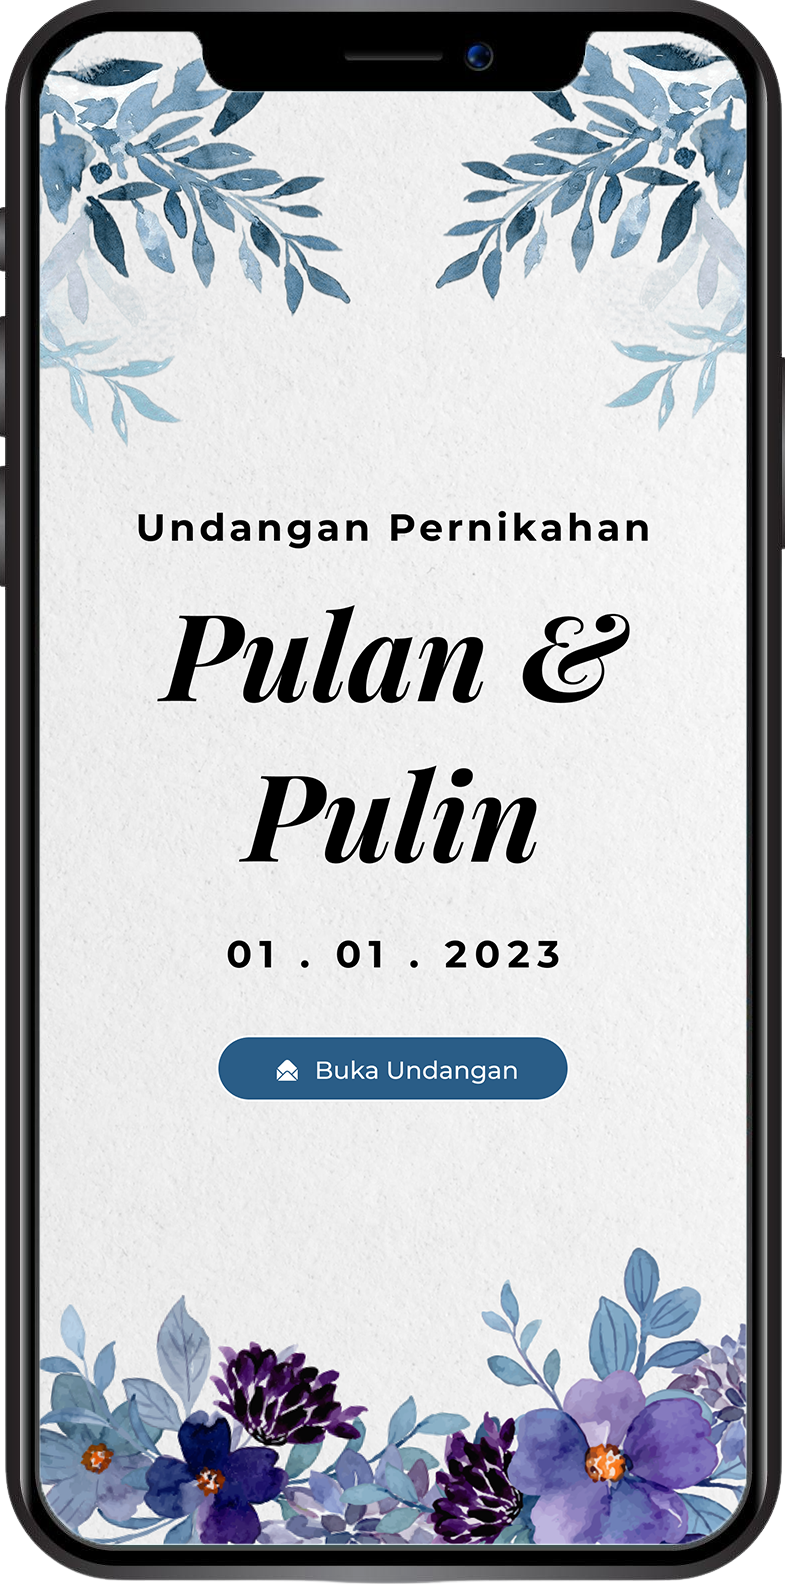 Undangan Pernikahan
Pulan &
Pulin
01 . 01 . 2023
Buka Undangan